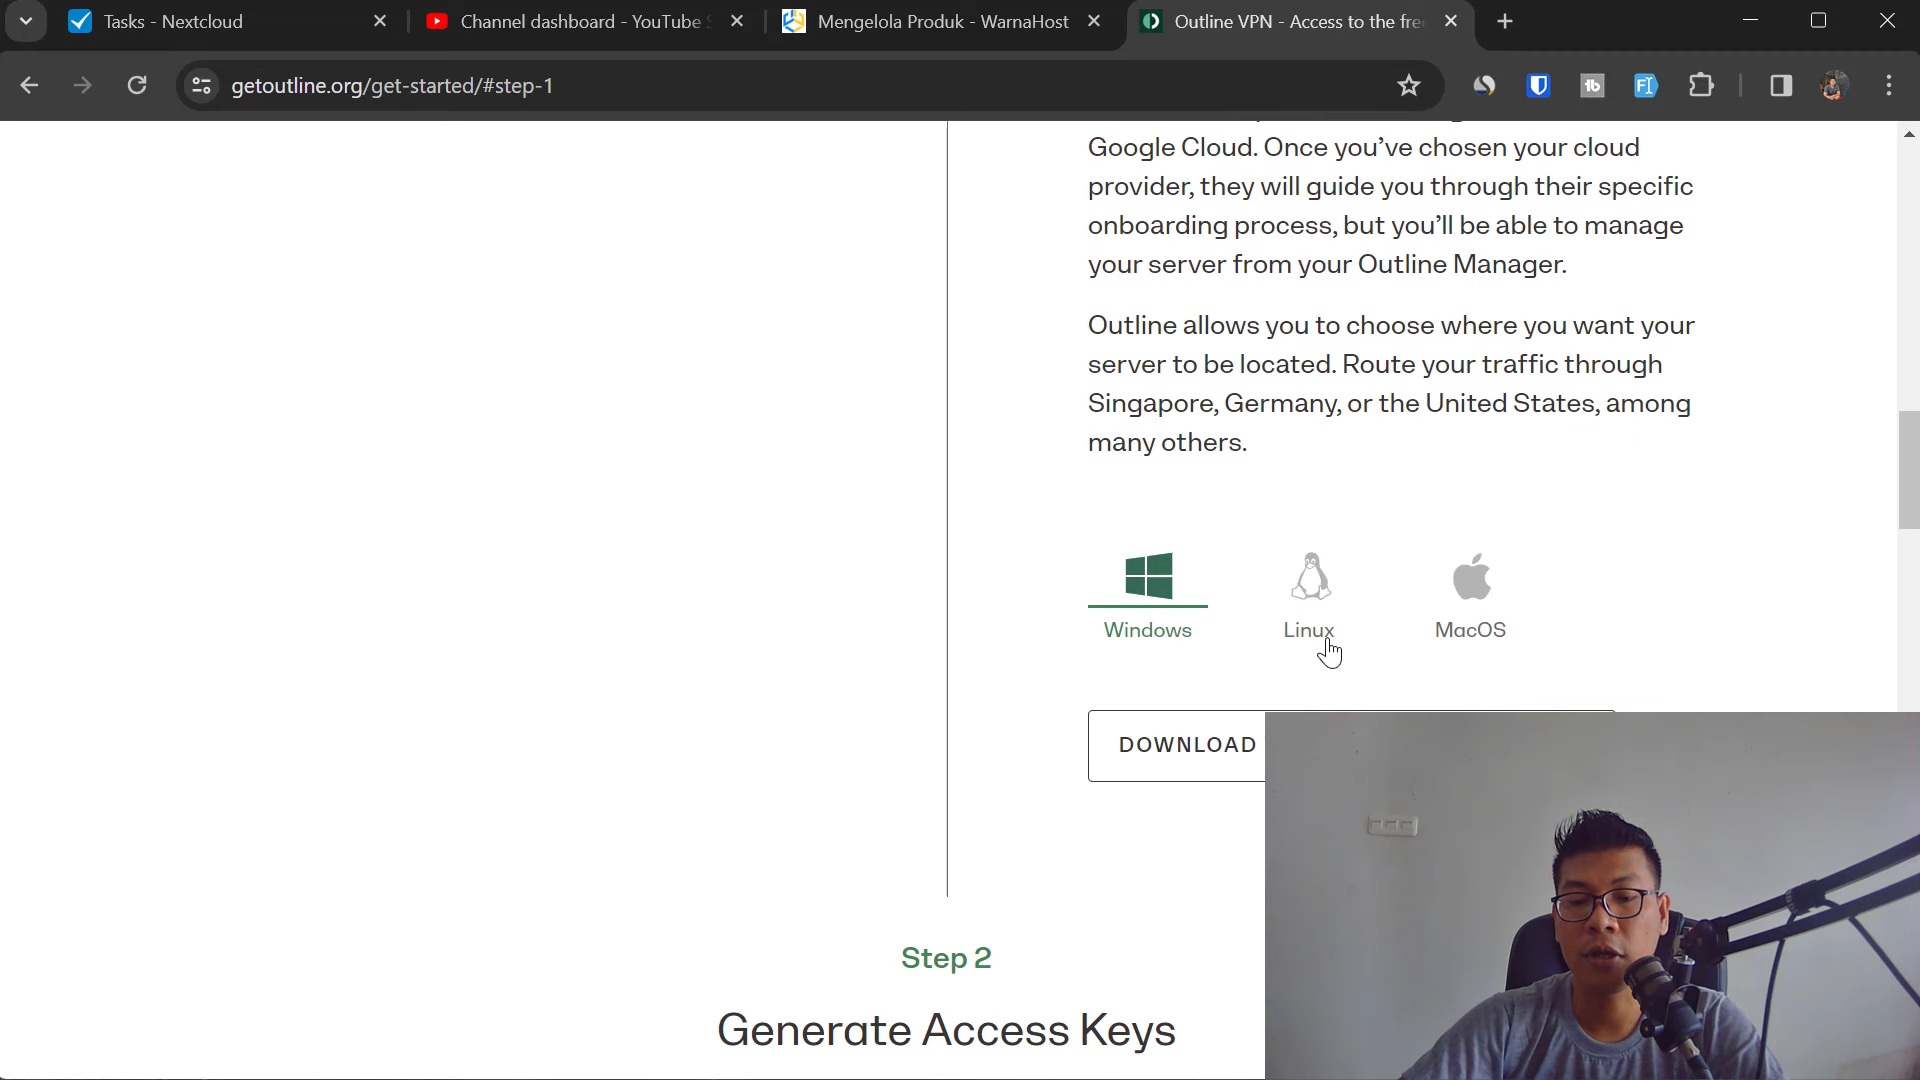 Tasks - Nextcloud
Channel dashboard - YouTube S
Mengelola Produk - WarnaHost
Outline VPN - Access to the fre
getoutline.org/get-started/#step-1
Google Cloud. Once you’ve chosen your cloud
provider, they will guide you through their specific
onboarding process, but you’ll be able to manage
your server from your Outline Manager.
Outline allows you to choose where you want your
server to be located. Route your traffic through
Singapore, Germany, or the United States, among
many others.
Windows
Linux
MacOS
DOWNLOAD
Step 2
Generate Access Keys